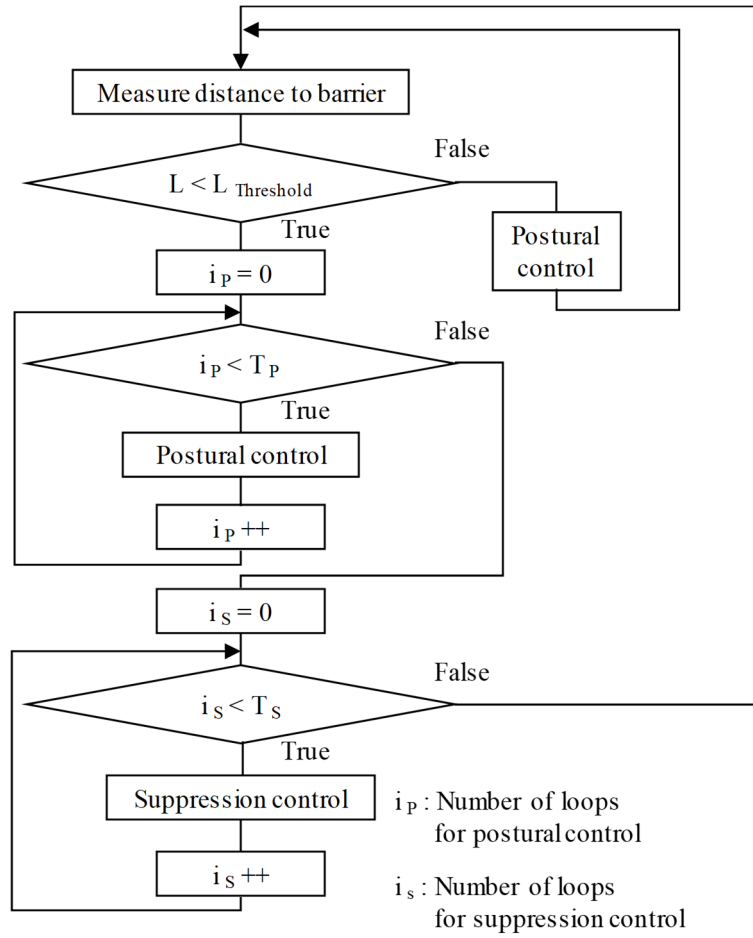 Measure distance to barrier
False
L < L Threshold
True
Postural
control
i P = 0
False
i P < T P
True
Postural control
i P ++
i S = 0
False
i S < T S
True
Suppression control
i P : Number of loops
for postural control
i S ++
i s : Number of loops
for suppression control